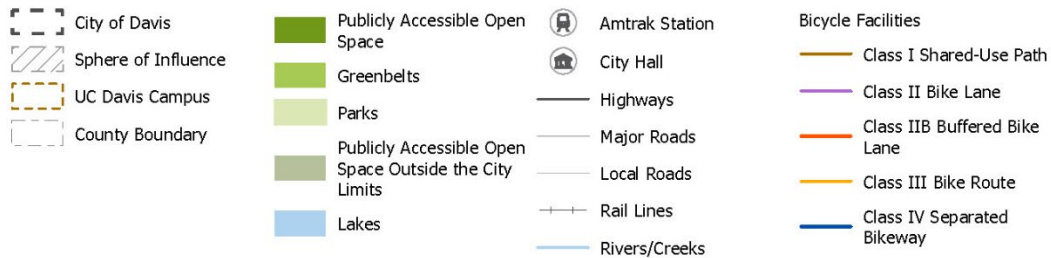 City of Davis
Sphere of Influence
UC Davis Campus
County Boundary
Publicly Accessible Open
Space
Greenbelts
Parks
Publicly Accessible Open
Space Outside the City
Limits
Lakes
Amtrak Station
City Hall
Highways
Major Roads
Local Roads
Rail Lines
Rivers/Creeks
Bicycle Facilities
Class I Shared-Use Path
Class II Bike Lane
Class IIB Buffered Bike
Lane
Class III Bike Route
Class IV Separated
Bikeway